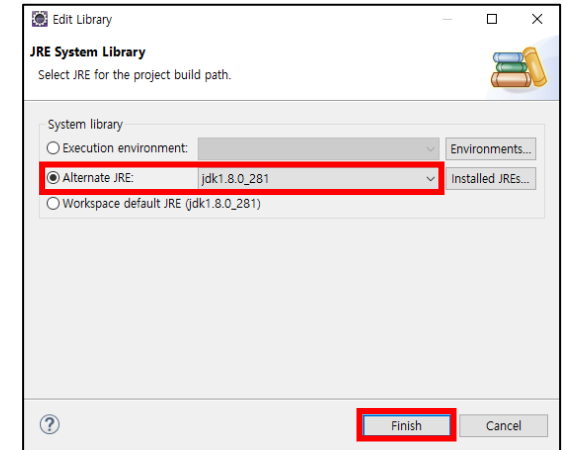 Edit Library
JRE System Library
Select JRE for the project build path.
System library
Execution environment:
Environments...
Alternate JRE: jdk1.8.0_281
Installed JREs...
Workspace default JRE (jdk1.8.0_281)
?
Finish
Cancel